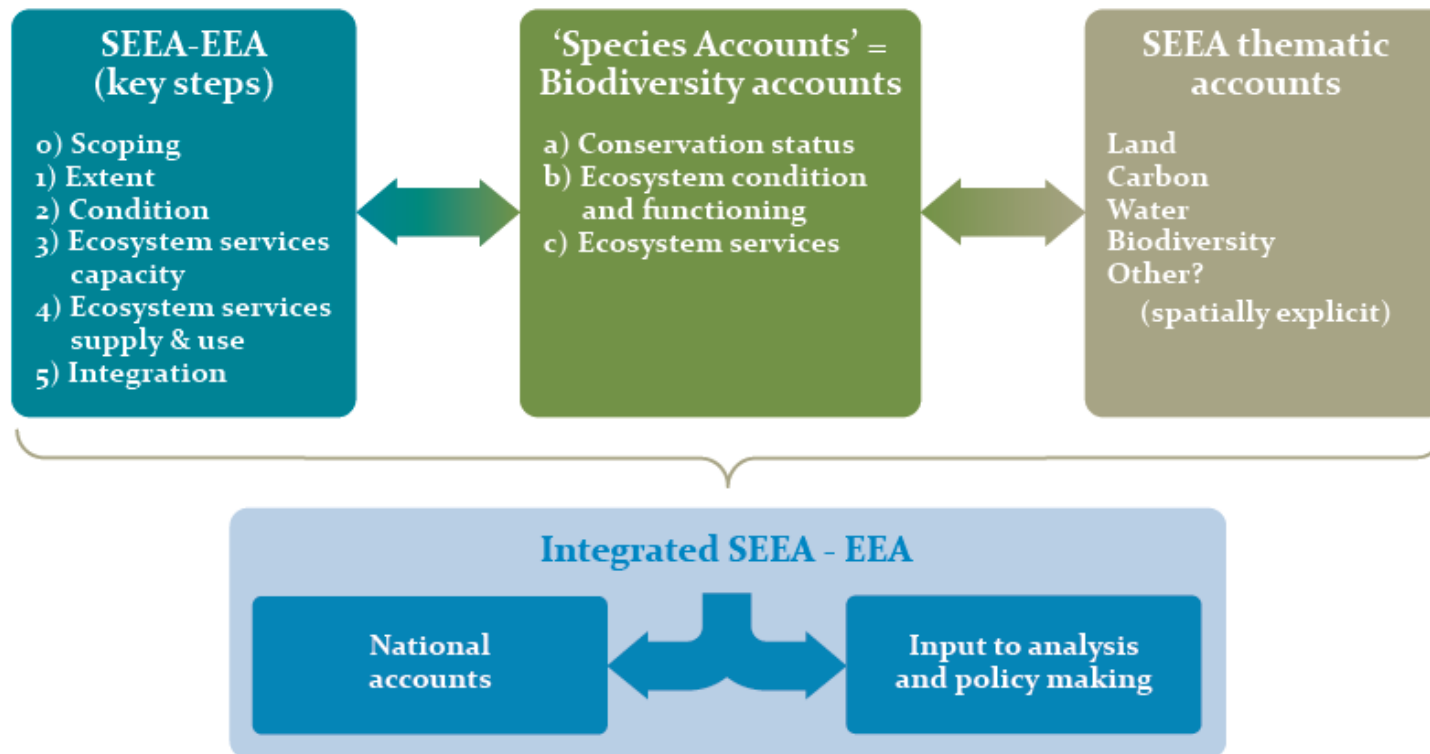 SEEA-EEA
(key steps)
0) Scoping
1) Extent
2) Condition
3) Ecosystem services
capacity
4) Ecosystem services
supply & use
5) Integration
‘Species Accounts’ =
Biodiversity accounts
a) Conservation status
b) Ecosystem condition
and functioning
c) Ecosystem services
SEEA thematic
accounts
Land
Carbon
Water
Biodiversity
Other?
(spatially explicit)
Integrated SEEA - EEA
National
accounts
Input to analysis
and policy making